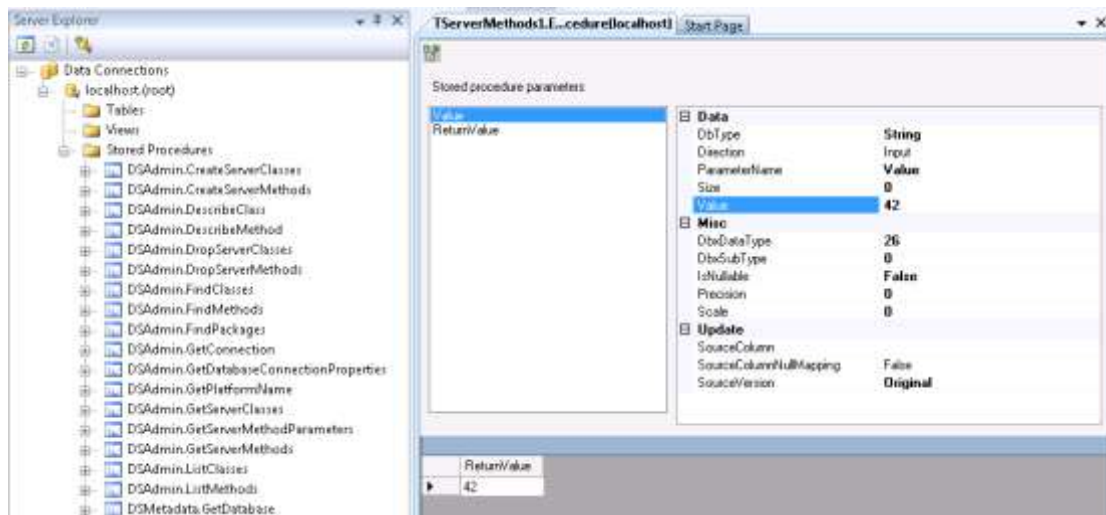 Server Explorer
Data Connections
localhost.(root)
Tables
Views
Stored Procedures
DSAdmin.CreateServerClasses
DSAdmin.CreateServerMethods
DSAdmin.DescribeClass
DSAdmin.DescribeMethod
DSAdmin.DropServerClasses
DSAdmin.DropServerMethods
DSAdmin.FindClasses
DSAdmin.FindMethods
DSAdmin.FindPackages
DSAdmin.GetConnection
DSAdmin.GetDatabaseConnectionProperties
DSAdmin.GetPlatformName
DSAdmin.GetServerClasses
DSAdmin.GetServerMethodParameters
DSAdmin.GetServerMethods
DSAdmin.ListClasses
DSAdmin.ListMethods
DSMetadata.GetDatabase
TServerMethods1.E...cedure(localhost) Start Page
Stored procedure parameters
Value
ReturnValue
Data
DbType String
Direction Input
ParameterName Value
Size 0
Value 42
Misc
DbxDataType 26
DbxSubType 0
IsNullable False
Precision 0
Scale 0
Update
SourceColumn
SourceColumnNullMapping False
SourceVersion Original
ReturnValue
42